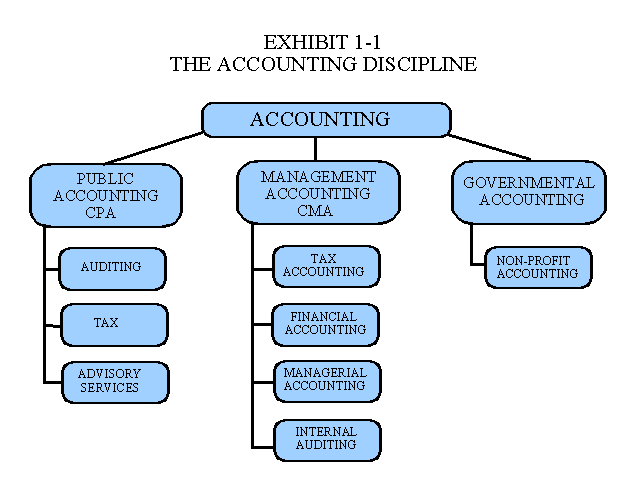 EXHIBIT 1-1
THE ACCOUNTING DISCIPLINE
ACCOUNTING
PUBLIC
ACCOUNTING
CPA
AUDITING
TAX
ADVISORY
SERVICES
MANAGEMENT
ACCOUNTING
CMA
TAX
ACCOUNTING
FINANCIAL
ACCOUNTING
MANAGERIAL
ACCOUNTING
INTERNAL
AUDITING
GOVERNMENTAL
ACCOUNTING
NON-PROFIT
ACCOUNTING